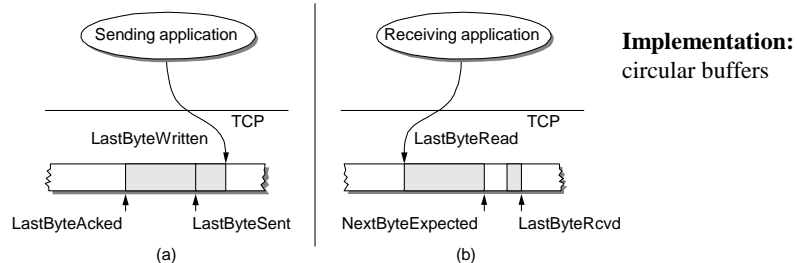 Sending application
TCP
LastByteWritten
LastByteAcked
LastByteSent
(a)
Receiving application
TCP
LastByteRead
NextByteExpected
LastByteRcvd
(b)
Implementation:
circular buffers